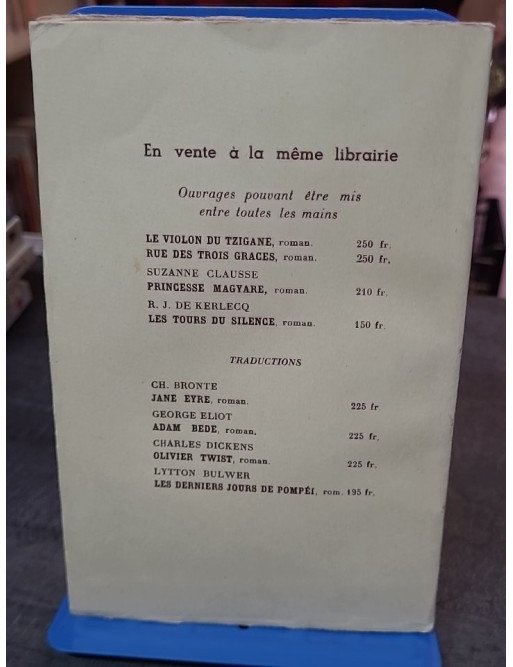 En vente à la même librairie
Ouvrages pouvant être mis
entre toutes les mains
LE VIOLON DU TZIGANE, roman. 250 fr.
RUE DES TROIS GRACES, roman. 250 fr.
SUZANNE CLAUSSE
PRINCESSE MAGYARE, roman. 210 fr.
R. J. DE KERLECQ
LES TOURS DU SILENCE, roman. 150 fr.
TRADUCTIONS
CH. BRONTE
JANE EYRE, roman. 225 fr
GEORGE ELIOT
ADAM BEDE, roman. 225 fr.
CHARLES DICKENS
OLIVIER TWIST, roman. 225 fr.
LYTTON BULWER
LES DERNIERS JOURS DE POMPÉI, rom. 195 fr.